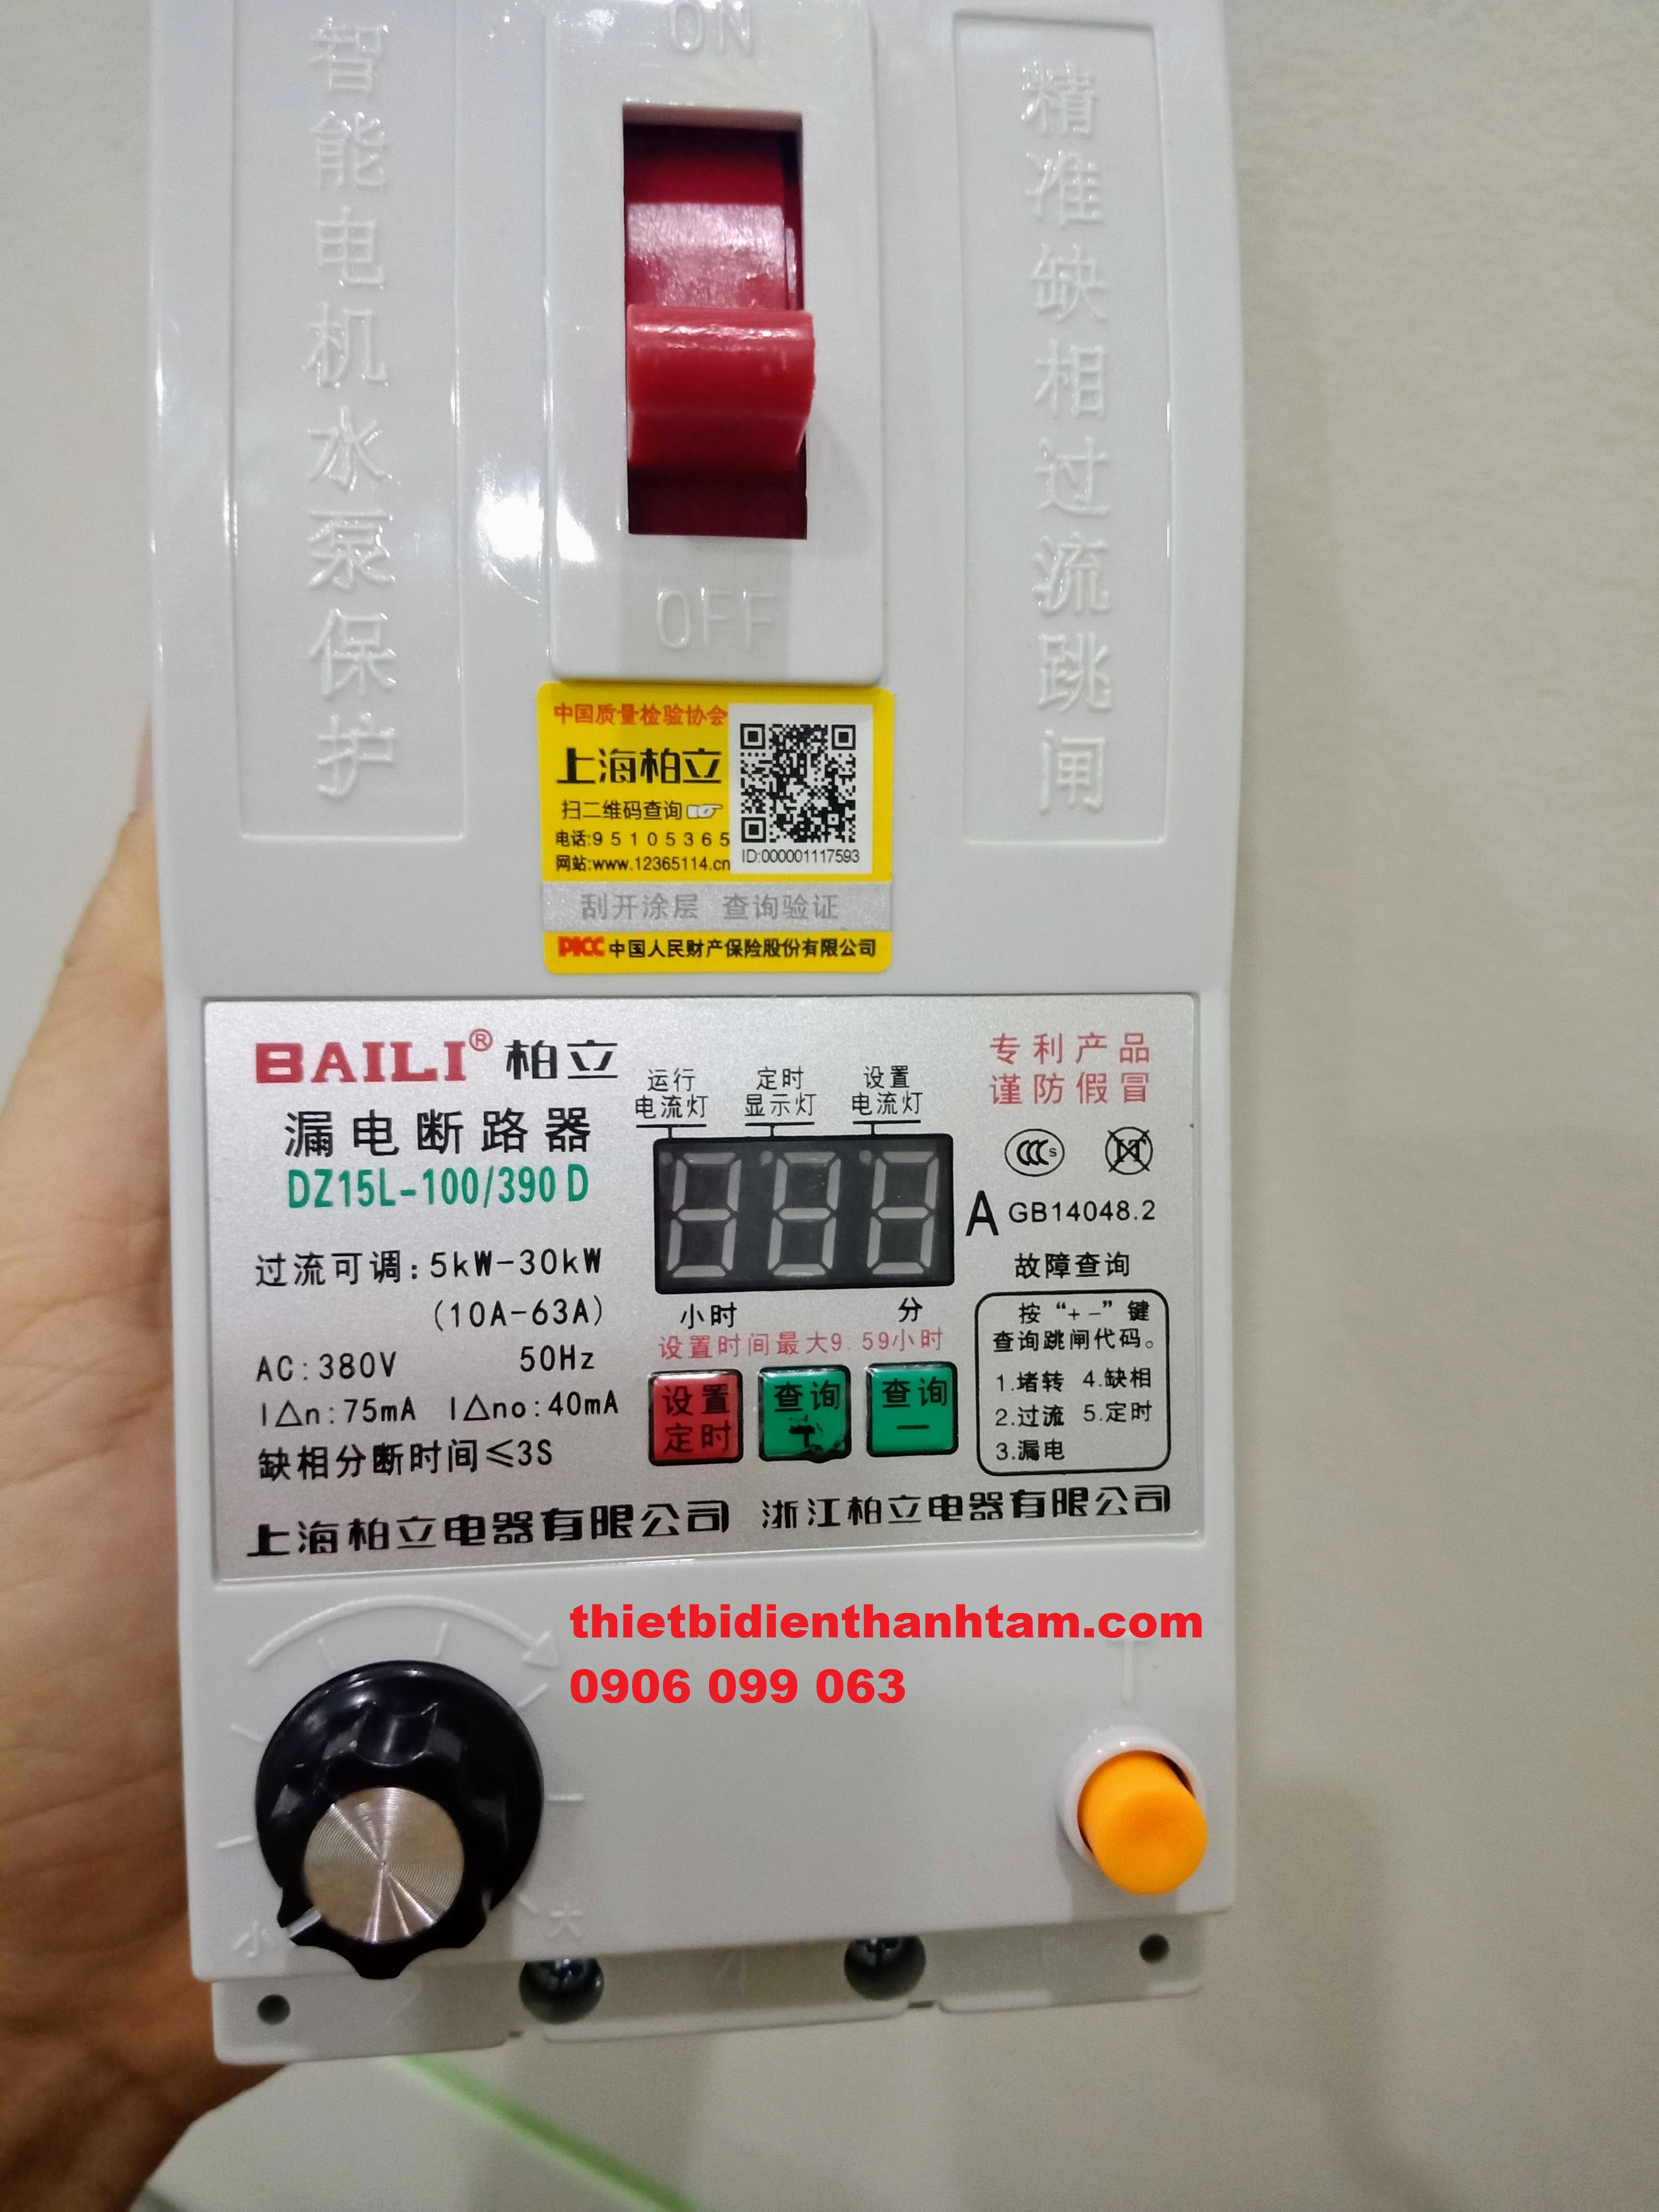 ON
智能电机水泵保护
精准缺相过流跳闸
OFF
中国质量检验协会
上海柏立
扫二维码查询
电话:95105365
网站:www.12365114.cn
ID:000001117593
刮开涂层 查询验证
PICC 中国人民财产保险股份有限公司
BAILI® 柏立
漏电断路器
DZ15L-100/390 D
过流可调:5kW-30kW
(10A-63A)
AC:380V 50Hz
I△n:75mA I△no:40mA
缺相分断时间≤3S
运行 定时 设置
电流灯 显示灯 电流灯
A
小时 分
设置时间最大9.59小时
设置 查询 查询
定时 + —
专利产品
谨防假冒
CCC S
GB14048.2
故障查询
按“+ −”键
查询跳闸代码。
1.堵转 4.缺相
2.过流 5.定时
3.漏电
上海柏立电器有限公司 浙江柏立电器有限公司
thietbidienthanhtam.com
0906 099 063
T
小 大
2 4